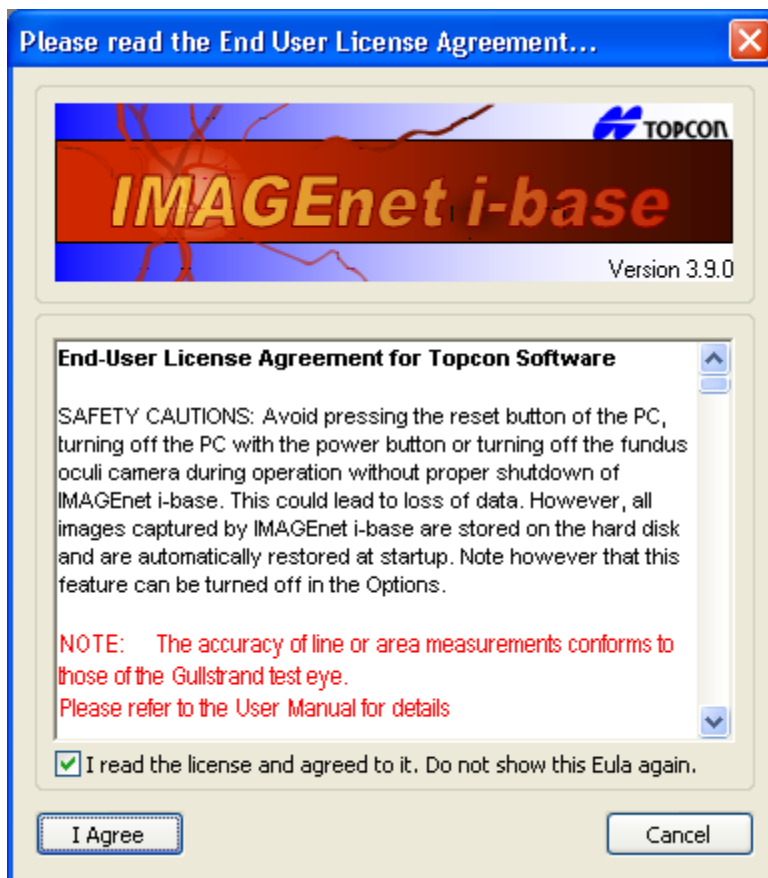 Please read the End User License Agreement...
TOPCON
IMAGEnet i-base
Version 3.9.0
End-User License Agreement for Topcon Software
SAFETY CAUTIONS: Avoid pressing the reset button of the PC,
turning off the PC with the power button or turning off the fundus
oculi camera during operation without proper shutdown of
IMAGEnet i-base. This could lead to loss of data. However, all
images captured by IMAGEnet i-base are stored on the hard disk
and are automatically restored at startup. Note however that this
feature can be turned off in the Options.
NOTE: The accuracy of line or area measurements conforms to
those of the Gullstrand test eye.
Please refer to the User Manual for details
I read the license and agreed to it. Do not show this Eula again.
I Agree
Cancel